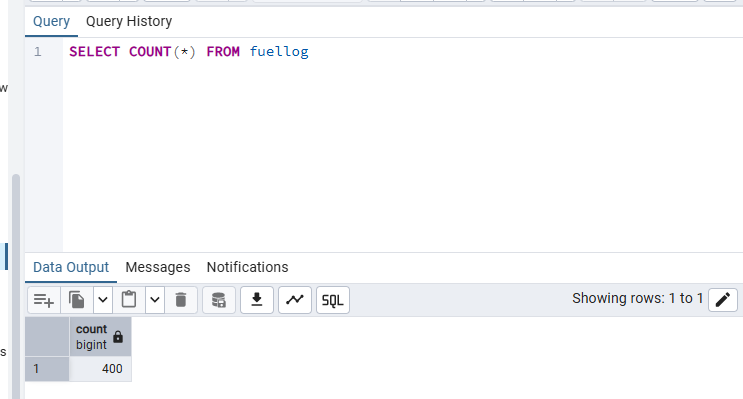 Query Query History
1 SELECT COUNT(*) FROM fuellog
w
Data Output Messages Notifications
SQL Showing rows: 1 to 1
count
bigint
s
1 400